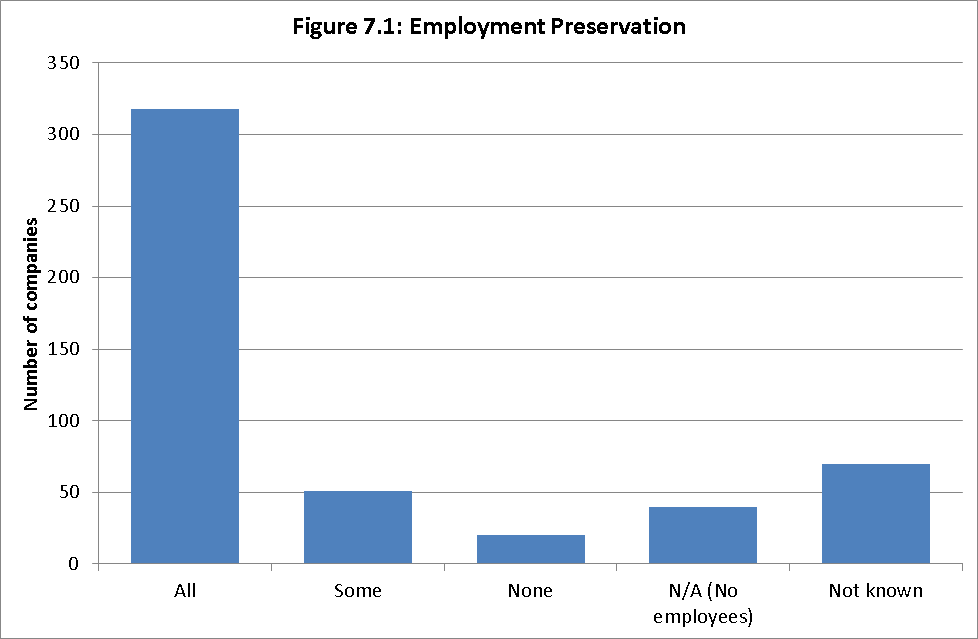 Figure 7.1: Employment Preservation
Number of companies
350
300
250
200
150
100
50
0
All
Some
None
N/A (No
employees)
Not known